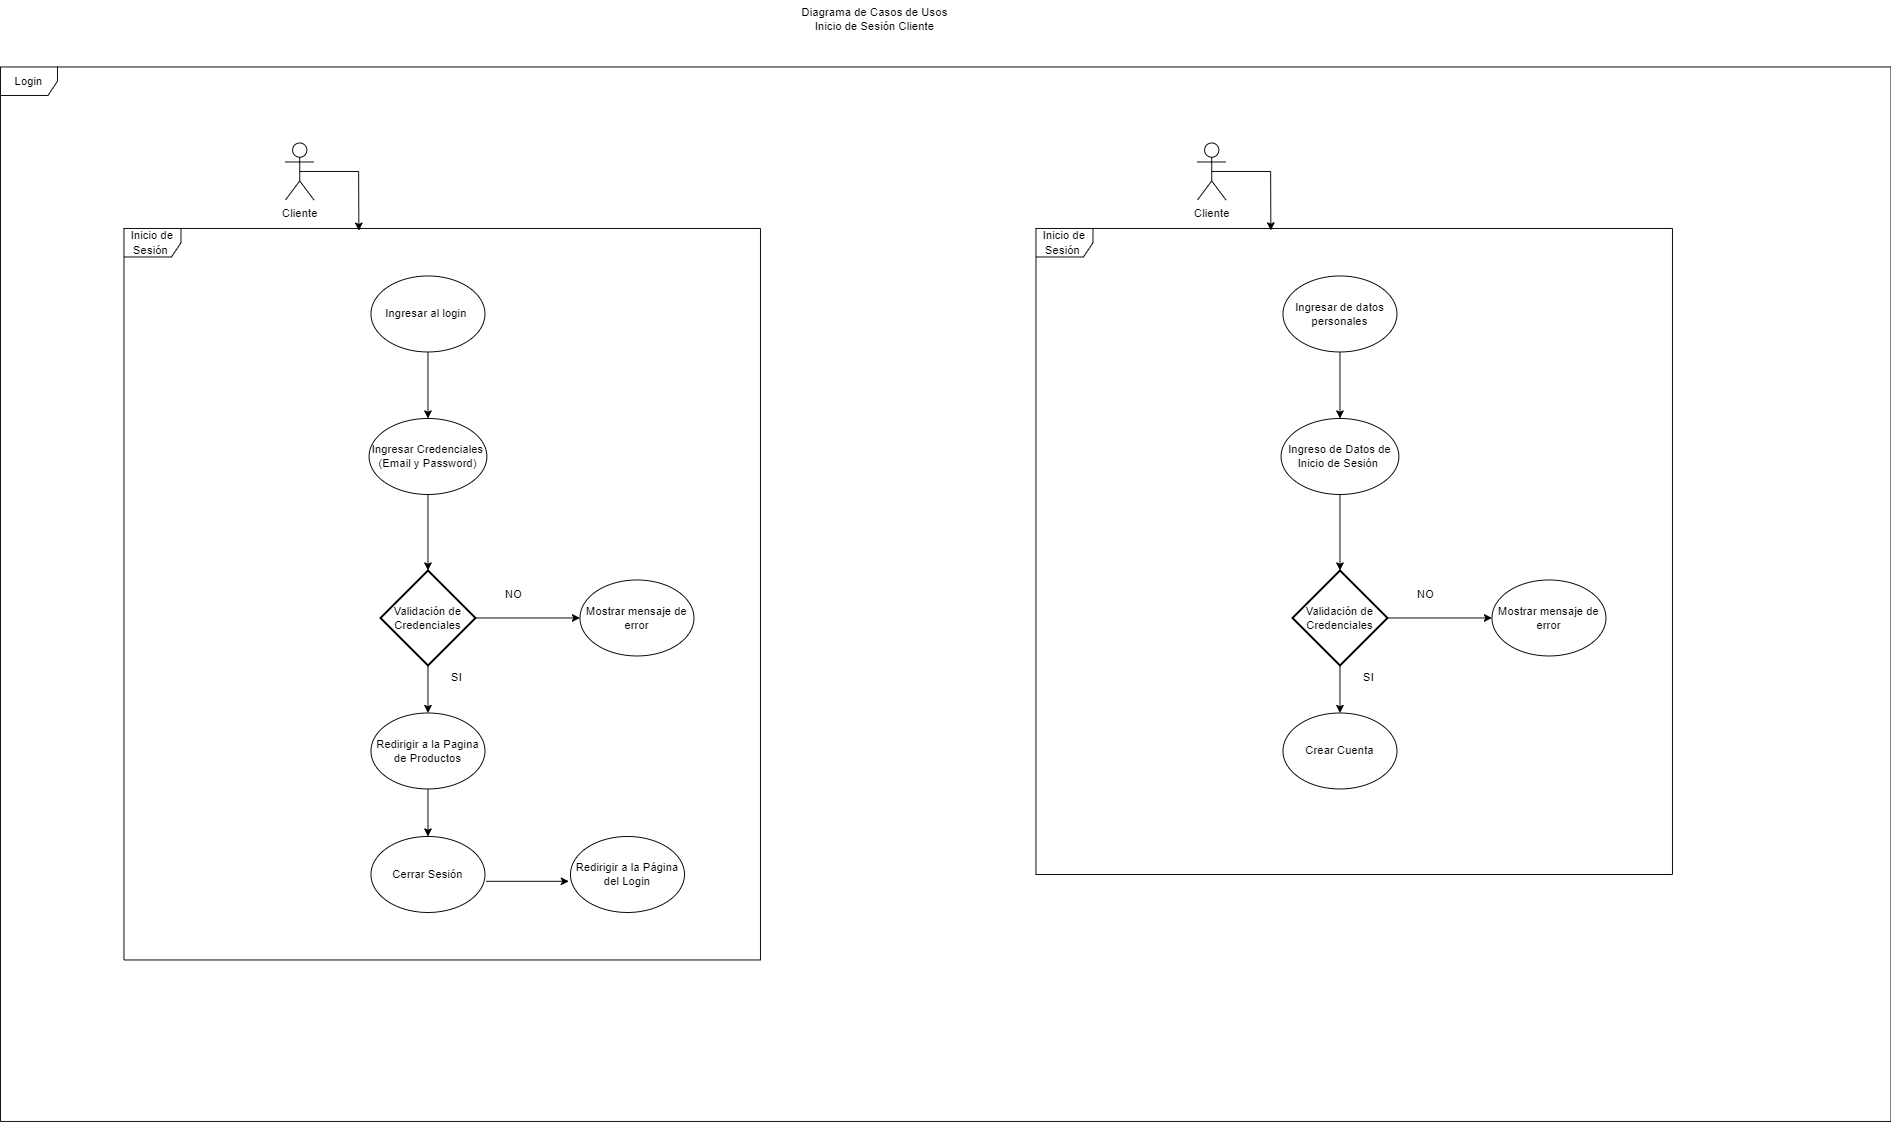 Diagrama de Casos de Usos
Inicio de Sesión Cliente
Login
Cliente
Inicio de
Sesión
Ingresar al login
Ingresar Credenciales
(Email y Password)
Validación de
Credenciales
NO
Mostrar mensaje de
error
SI
Redirigir a la Pagina
de Productos
Cerrar Sesión
Redirigir a la Página
del Login
Cliente
Inicio de
Sesión
Ingresar de datos
personales
Ingreso de Datos de
Inicio de Sesión
Validación de
Credenciales
NO
Mostrar mensaje de
error
SI
Crear Cuenta